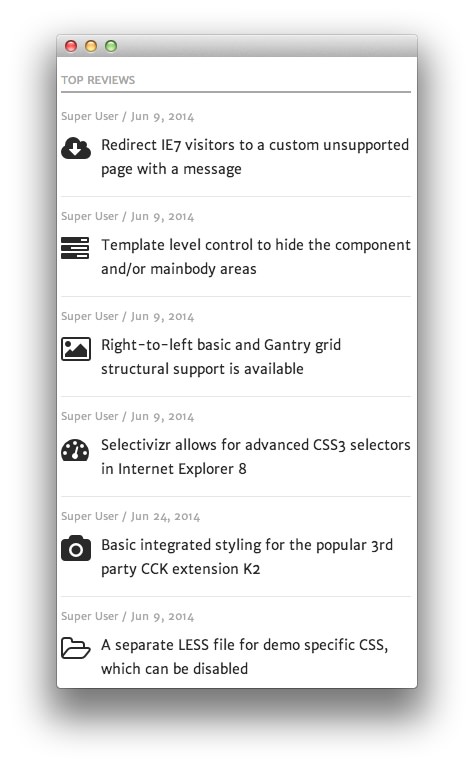 TOP REVIEWS
Super User / Jun 9, 2014
Redirect IE7 visitors to a custom unsupported
page with a message
Super User / Jun 9, 2014
Template level control to hide the component
and/or mainbody areas
Super User / Jun 9, 2014
Right-to-left basic and Gantry grid
structural support is available
Super User / Jun 9, 2014
Selectivizr allows for advanced CSS3 selectors
in Internet Explorer 8
Super User / Jun 24, 2014
Basic integrated styling for the popular 3rd
party CCK extension K2
Super User / Jun 9, 2014
A separate LESS file for demo specific CSS,
which can be disabled